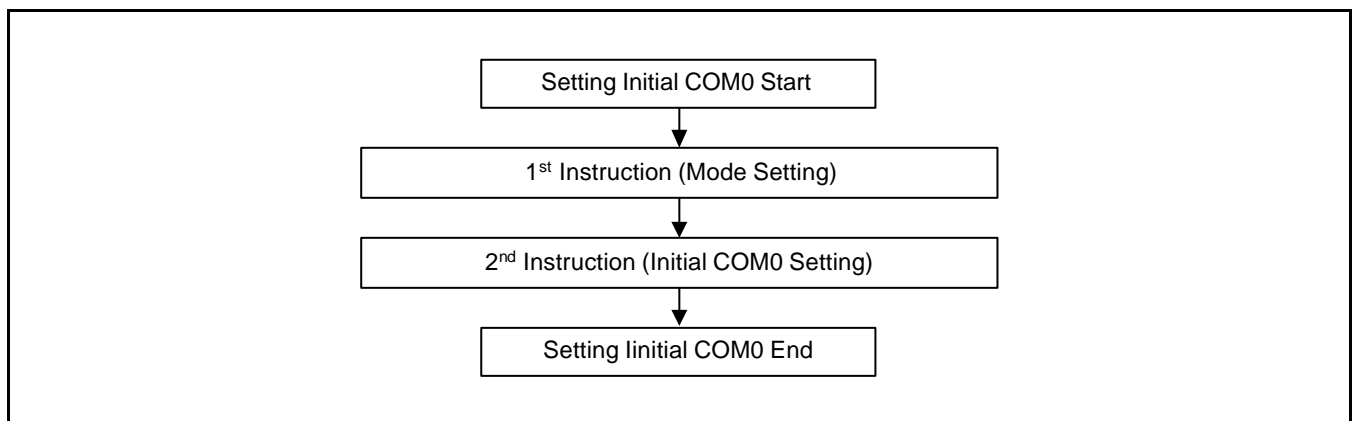 Setting Initial COM0 Start
1st Instruction (Mode Setting)
2nd Instruction (Initial COM0 Setting)
Setting Iinitial COM0 End